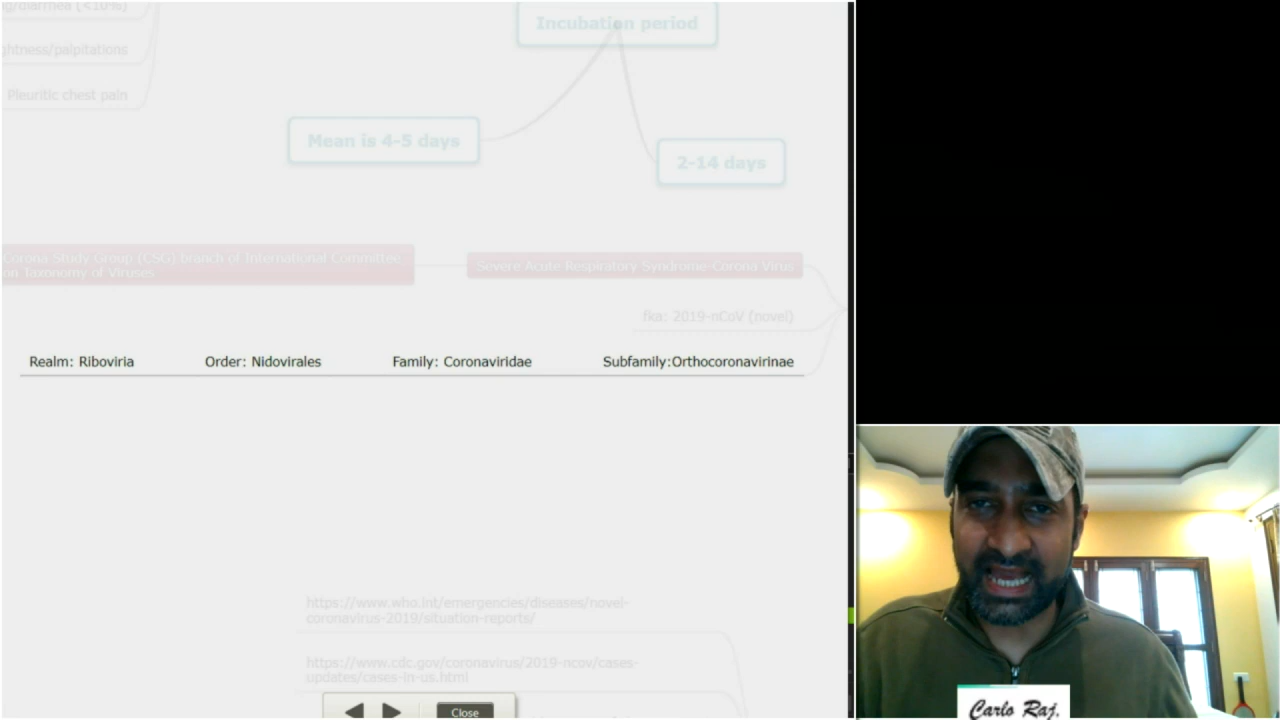 g/diarrhea (<10%)
ghtness/palpitations
Pleuritic chest pain
Incubation period
Mean is 4-5 days
2-14 days
Corona Study Group (CSG) branch of International Committee
on Taxonomy of Viruses
Severe Acute Respiratory Syndrome-Corona Virus
fka: 2019-nCoV (novel)
Realm: Riboviria Order: Nidovirales Family: Coronaviridae Subfamily:Orthocoronavirinae
https://www.who.int/emergencies/diseases/novel-
coronavirus-2019/situation-reports/
https://www.cdc.gov/coronavirus/2019-ncov/cases-
updates/cases-in-us.html
Close
Carlo Raj.